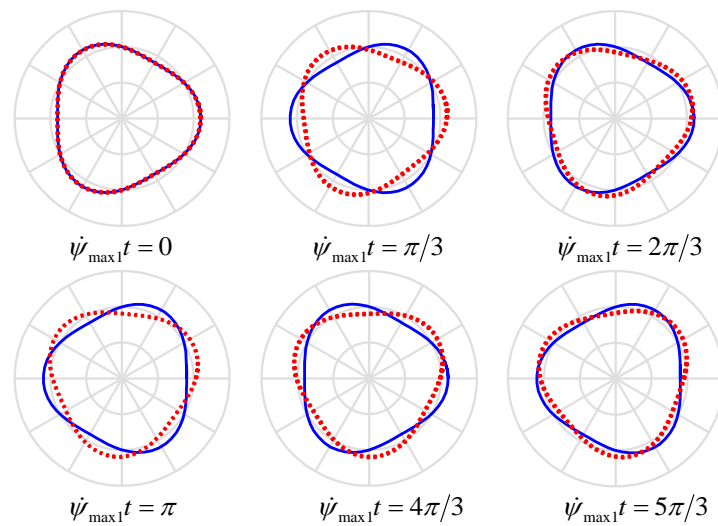 ψ̇max1t = 0
ψ̇max1t = π/3
ψ̇max1t = 2π/3
ψ̇max1t = π
ψ̇max1t = 4π/3
ψ̇max1t = 5π/3